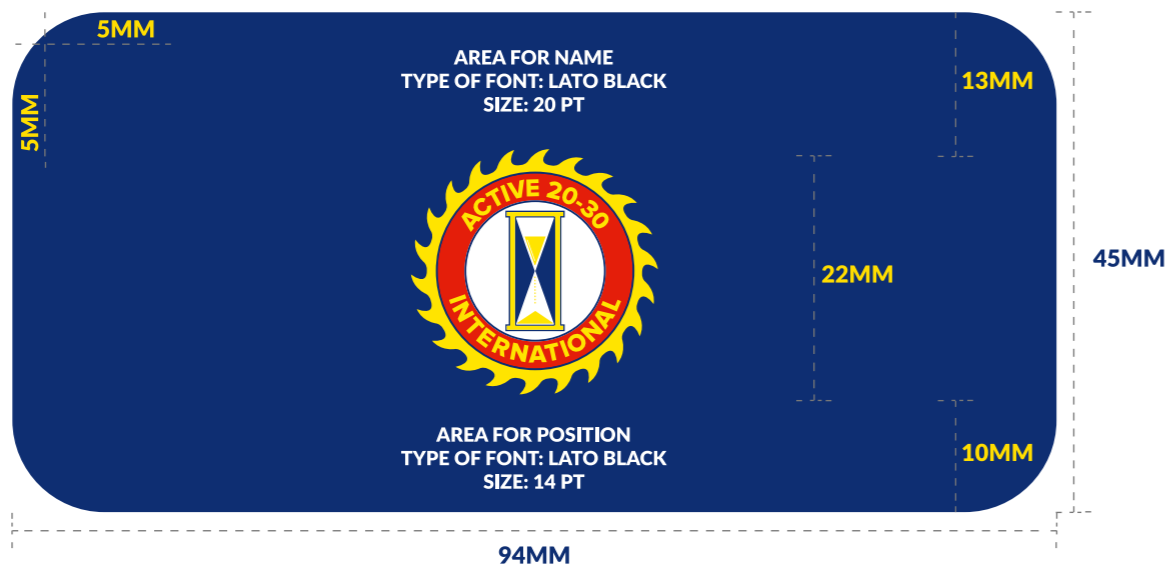 5MM
5MM
AREA FOR NAME
TYPE OF FONT: LATO BLACK
SIZE: 20 PT
13MM
ACTIVE 20-30
INTERNATIONAL
22MM
45MM
AREA FOR POSITION
TYPE OF FONT: LATO BLACK
SIZE: 14 PT
10MM
94MM